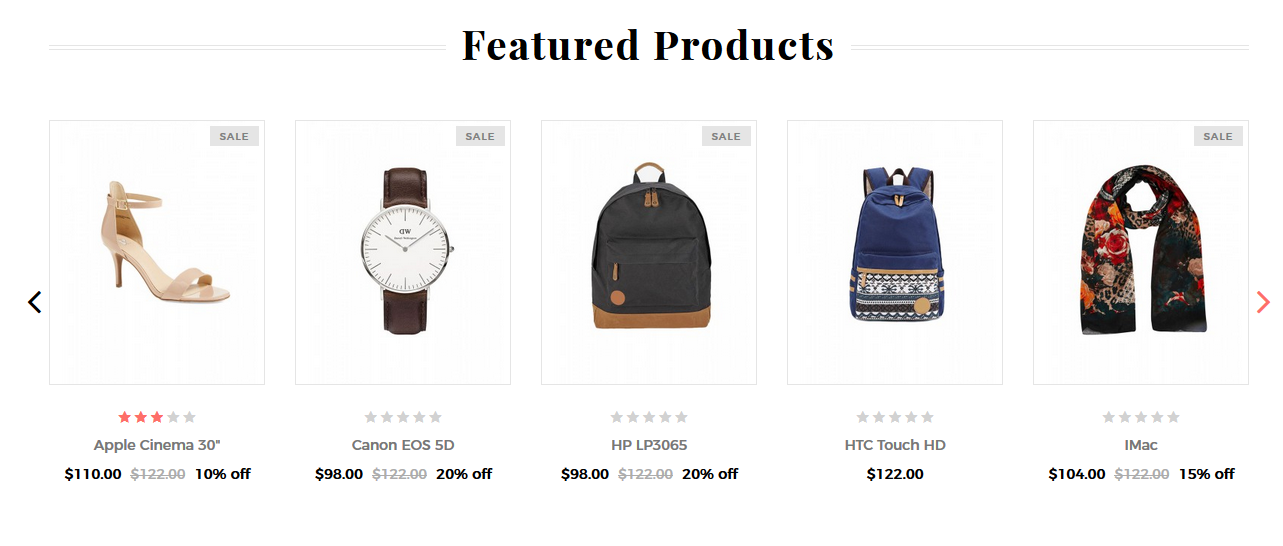 Featured Products
SALE
SALE
SALE
SALE
DW
Apple Cinema 30"
Canon EOS 5D
HP LP3065
HTC Touch HD
IMac
$110.00 $122.00 10% off
$98.00 $122.00 20% off
$98.00 $122.00 20% off
$122.00
$104.00 $122.00 15% off